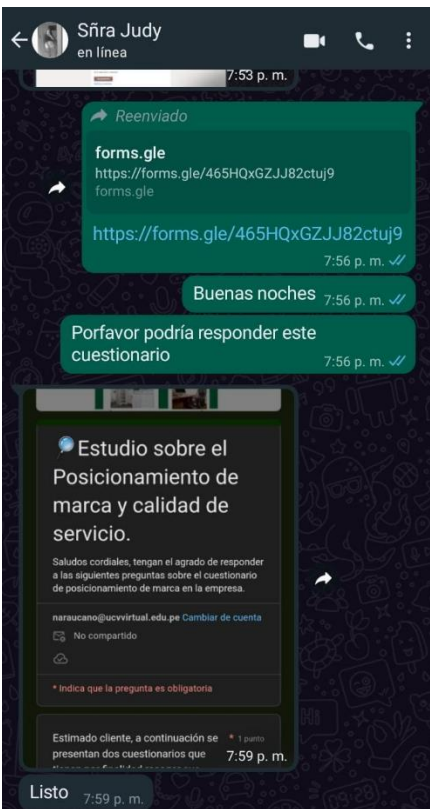 Sñra Judy
en línea
7:53 p. m.
Reenviado
forms.gle
https://forms.gle/465HQxGZJJ82ctuj9
forms.gle
https://forms.gle/465HQxGZJJ82ctuj9
7:56 p. m.
Buenas noches 7:56 p. m.
Porfavor podría responder este
cuestionario
7:56 p. m.
Estudio sobre el
Posicionamiento de
marca y calidad de
servicio.
Saludos cordiales, tengan el agrado de responder
a las siguientes preguntas sobre el cuestionario
de posicionamiento de marca en la empresa.
naraucano@ucvvirtual.edu.pe Cambiar de cuenta
No compartido
* Indica que la pregunta es obligatoria
Estimado cliente, a continuación se * 1 punto
presentan dos cuestionarios que
7:59 p. m.
Listo 7:59 p. m.